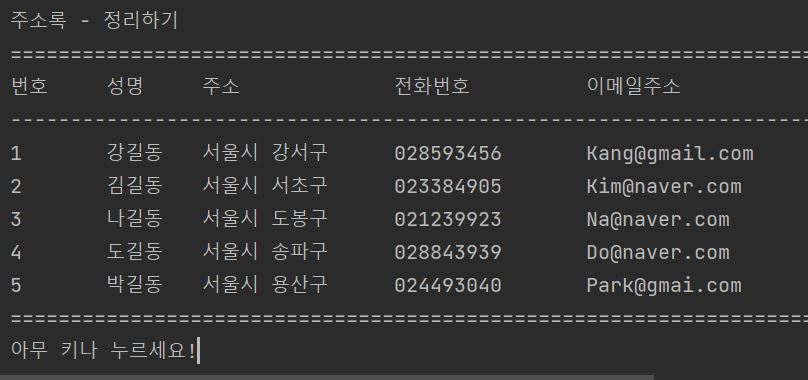 주소록 - 정리하기
===================================================================
번호 성명 주소 전화번호 이메일주소
-------------------------------------------------------------------
1 강길동 서울시 강서구 028593456 Kang@gmail.com
2 김길동 서울시 서초구 023384905 Kim@naver.com
3 나길동 서울시 도봉구 021239923 Na@naver.com
4 도길동 서울시 송파구 028843939 Do@naver.com
5 박길동 서울시 용산구 024493040 Park@gmai.com
===================================================================
아무 키나 누르세요!